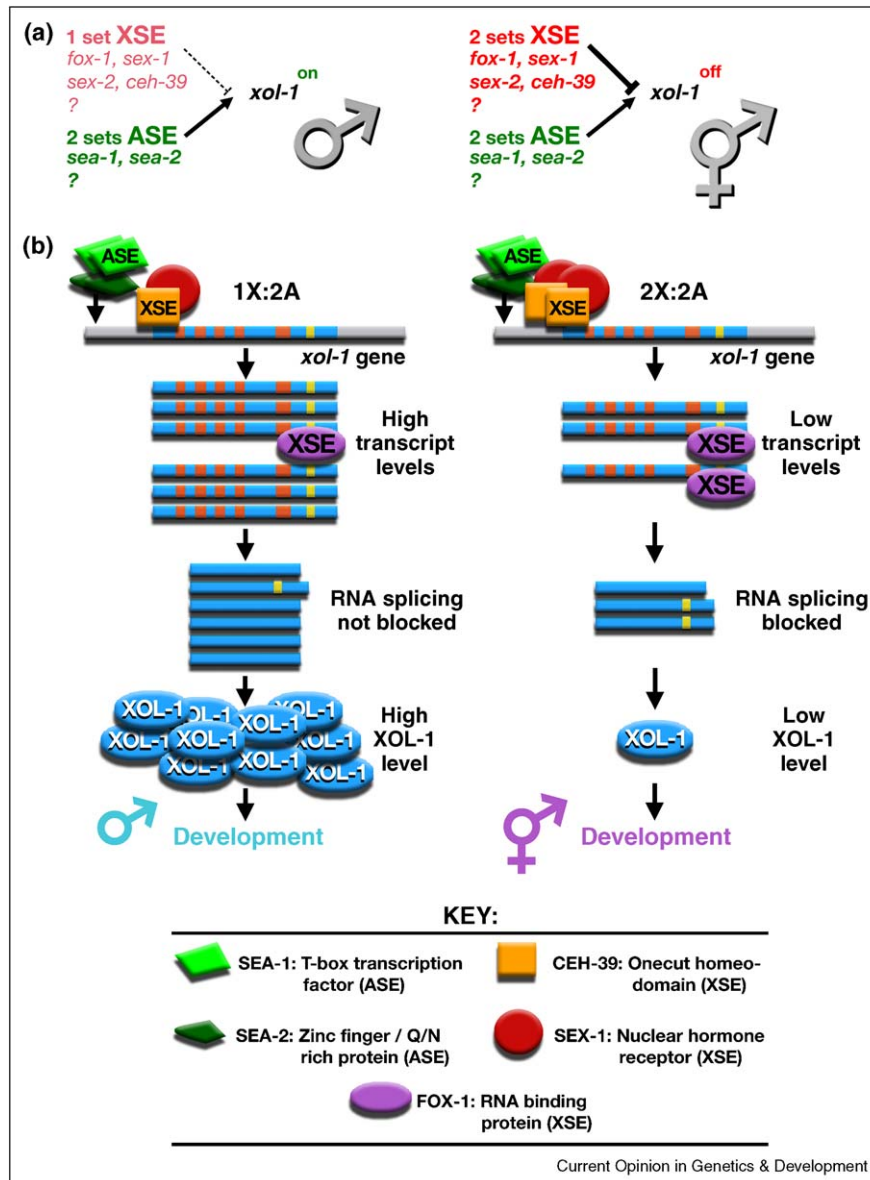 (a)
1 set XSE
fox-1, sex-1
sex-2, ceh-39
?
2 sets ASE
sea-1, sea-2
?
xol-1 on
2 sets XSE
fox-1, sex-1
sex-2, ceh-39
?
2 sets ASE
sea-1, sea-2
?
xol-1 off
(b)
ASE
XSE
1X:2A
xol-1 gene
XSE
High
transcript
levels
RNA splicing
not blocked
XOL-1
XOL-1
XOL-1
XOL-1
XOL-1
XOL-1
XOL-1
XOL-1
XOL-1
XOL-1
High
XOL-1
level
Development
ASE
XSE
2X:2A
xol-1 gene
XSE
XSE
Low
transcript
levels
RNA splicing
blocked
XOL-1
Low
XOL-1
level
Development
KEY:
SEA-1: T-box transcription
factor (ASE)
CEH-39: Onecut homeo-
domain (XSE)
SEA-2: Zinc finger / Q/N
rich protein (ASE)
SEX-1: Nuclear hormone
receptor (XSE)
FOX-1: RNA binding
protein (XSE)
Current Opinion in Genetics & Development